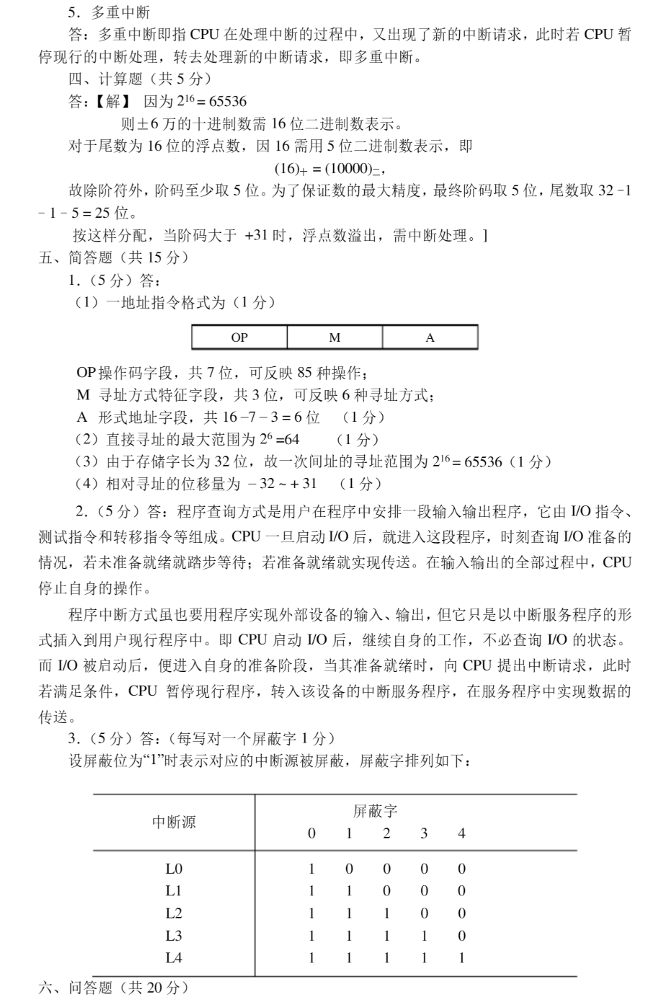 5．多重中断
答：多重中断即指 CPU 在处理中断的过程中，又出现了新的中断请求，此时若 CPU 暂
停现行的中断处理，转去处理新的中断请求，即多重中断。
四、计算题（共 5 分）
答：【解】 因为 2¹⁶ = 65536
则±6 万的十进制数需 16 位二进制数表示。
对于尾数为 16 位的浮点数，因 16 需用 5 位二进制数表示，即
(16)十 = (10000)二，
故除阶符外，阶码至少取 5 位。为了保证数的最大精度，最终阶码取 5 位，尾数取 32 −1
− 1 − 5 = 25 位。
按这样分配，当阶码大于 +31 时，浮点数溢出，需中断处理。]
五、简答题（共 15 分）
1．（5 分）答：
（1）一地址指令格式为（1 分）
OP M A
OP 操作码字段，共 7 位，可反映 85 种操作；
M 寻址方式特征字段，共 3 位，可反映 6 种寻址方式；
A 形式地址字段，共 16 –7 – 3 = 6 位 （1 分）
（2）直接寻址的最大范围为 2⁶ =64 （1 分）
（3）由于存储字长为 32 位，故一次间址的寻址范围为 2¹⁶ = 65536（1 分）
（4）相对寻址的位移量为 – 32 ~ + 31 （1 分）
2．（5 分）答：程序查询方式是用户在程序中安排一段输入输出程序，它由 I/O 指令、
测试指令和转移指令等组成。CPU 一旦启动 I/O 后，就进入这段程序，时刻查询 I/O 准备的
情况，若未准备就绪就踏步等待；若准备就绪就实现传送。在输入输出的全部过程中，CPU
停止自身的操作。
程序中断方式虽也要用程序实现外部设备的输入、输出，但它只是以中断服务程序的形
式插入到用户现行程序中。即 CPU 启动 I/O 后，继续自身的工作，不必查询 I/O 的状态。
而 I/O 被启动后，便进入自身的准备阶段，当其准备就绪时，向 CPU 提出中断请求，此时
若满足条件，CPU 暂停现行程序，转入该设备的中断服务程序，在服务程序中实现数据的
传送。
3．（5 分）答：（每写对一个屏蔽字 1 分）
设屏蔽位为“1”时表示对应的中断源被屏蔽，屏蔽字排列如下：
中断源 屏蔽字
0 1 2 3 4
L0 1 0 0 0 0
L1 1 1 0 0 0
L2 1 1 1 0 0
L3 1 1 1 1 0
L4 1 1 1 1 1
六、问答题（共 20 分）